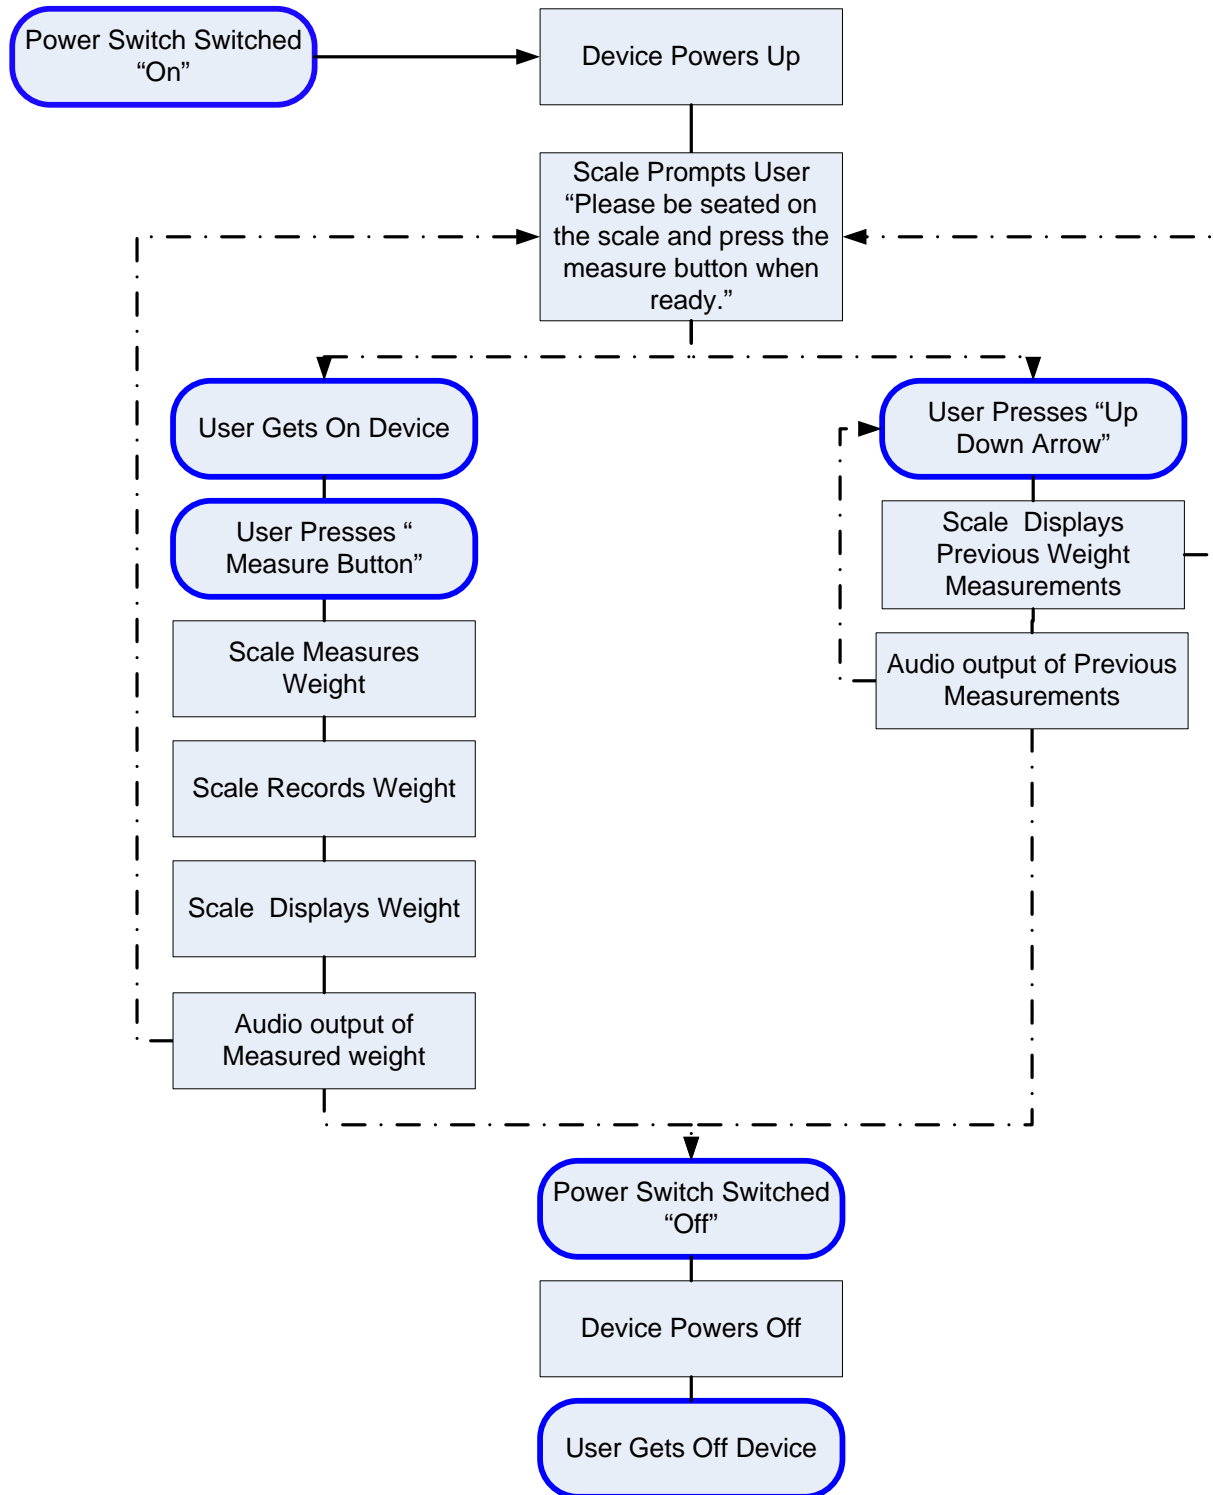 Power Switch Switched
“On”
Device Powers Up
Scale Prompts User
“Please be seated on
the scale and press the
measure button when
ready.”
User Gets On Device
User Presses “Up
Down Arrow”
User Presses “
Measure Button”
Scale  Displays
Previous Weight
Measurements
Scale Measures
Weight
Audio output of Previous
Measurements
Scale Records Weight
Scale  Displays Weight
Audio output of
Measured weight
Power Switch Switched
“Off”
Device Powers Off
User Gets Off Device